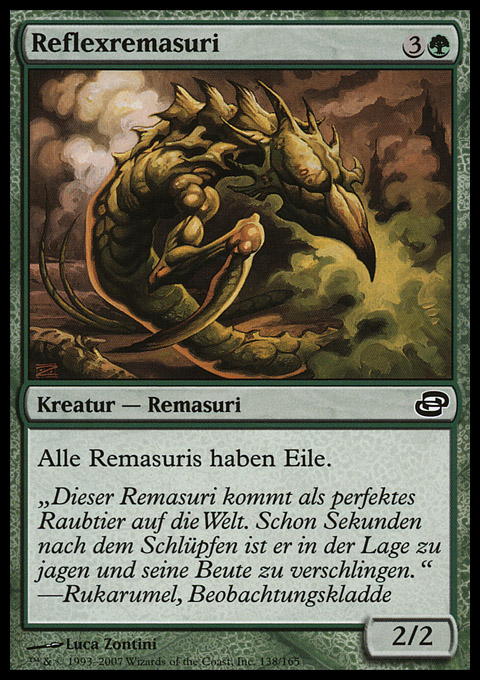 Reflexremasuri 3
Kreatur — Remasuri
Alle Remasuris haben Eile.
„Dieser Remasuri kommt als perfektes
Raubtier auf die Welt. Schon Sekunden
nach dem Schlüpfen ist er in der Lage zu
jagen und seine Beute zu verschlingen.“
—Rukarumel, Beobachtungskladde
Luca Zontini
™ & © 1993–2007 Wizards of the Coast, Inc. 138/165
2/2